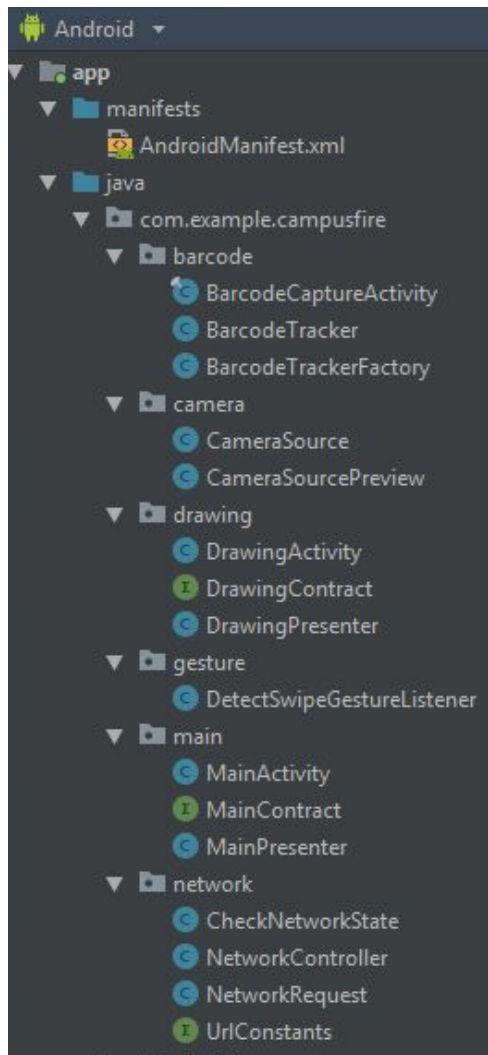 Android
app
manifests
AndroidManifest.xml
java
com.example.campusfire
barcode
BarcodeCaptureActivity
BarcodeTracker
BarcodeTrackerFactory
camera
CameraSource
CameraSourcePreview
drawing
DrawingActivity
DrawingContract
DrawingPresenter
gesture
DetectSwipeGestureListener
main
MainActivity
MainContract
MainPresenter
network
CheckNetworkState
NetworkController
NetworkRequest
UrlConstants